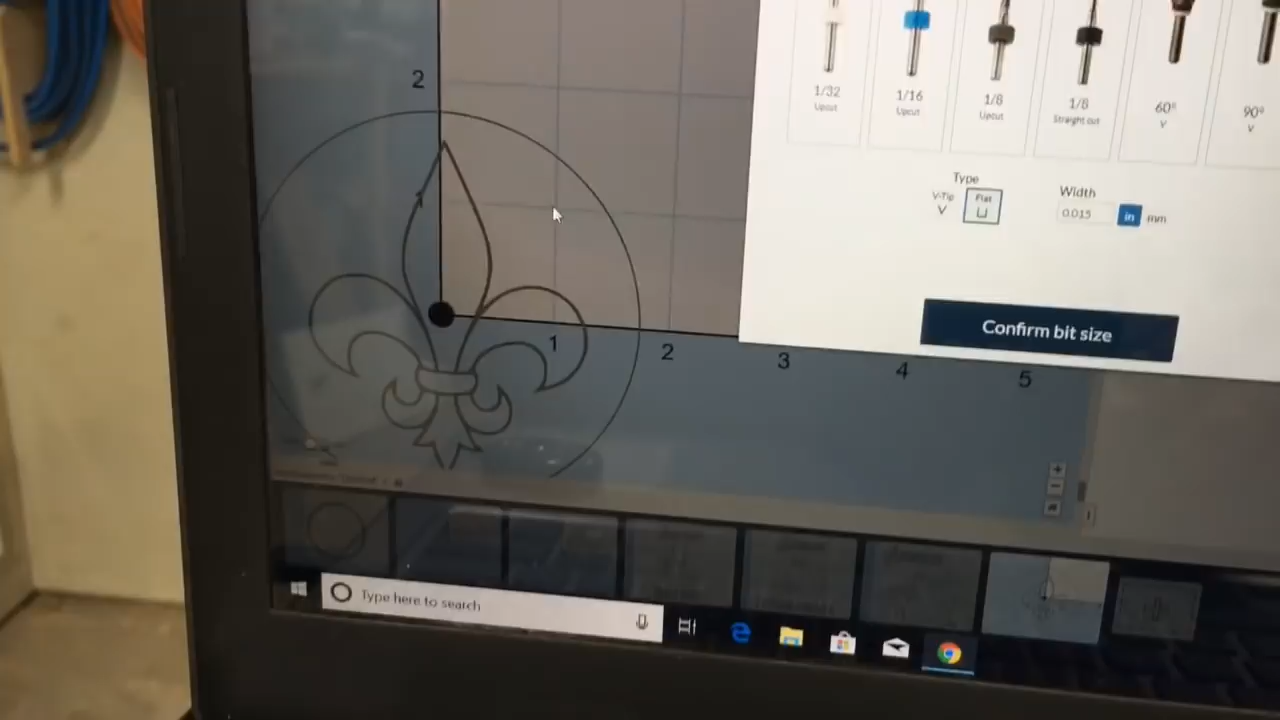 2
1
1
2
3
4
5
1/32
Upcut
1/16
Upcut
1/8
Upcut
1/8
Straight cut
60°
V
90°
V
Type
V-Tip
V
Flat
Width
0.015
in
mm
Confirm bit size
Type here to search